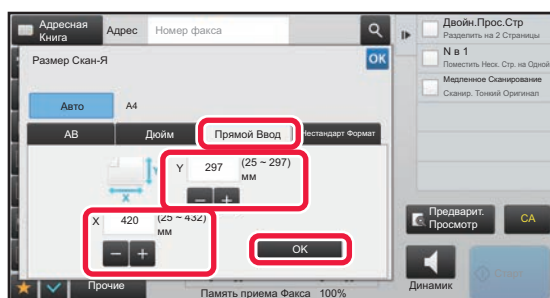 Адресная
Книга
Адрес
Номер факса
Размер Скан-Я
OK
Авто
A4
AB
Дюйм
Прямой Ввод
Нестандарт Формат
Y
297
(25 ~ 297)
мм
Y
X
X
420
(25 ~ 432)
мм
OK
Прочие
Память приема Факса 100%
Двойн.Прос.Стр
Разделить на 2 Страницы
N в 1
Поместить Неск. Стр. на Одной
Медленное Сканирование
Сканир. Тонкий Оригинал
Предварит.
Просмотр
CA
Динамик
Старт